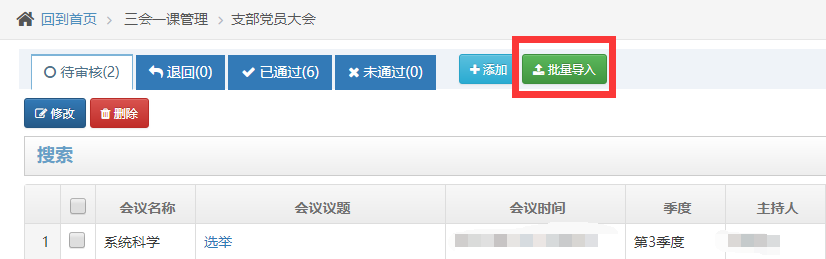 回到首页 三会一课管理 支部党员大会
待审核(2) 退回(0) 已通过(6) 未通过(0) 添加 批量导入
修改 删除
搜索
会议名称 会议议题 会议时间 季度 主持人
1 系统科学 选举 第3季度